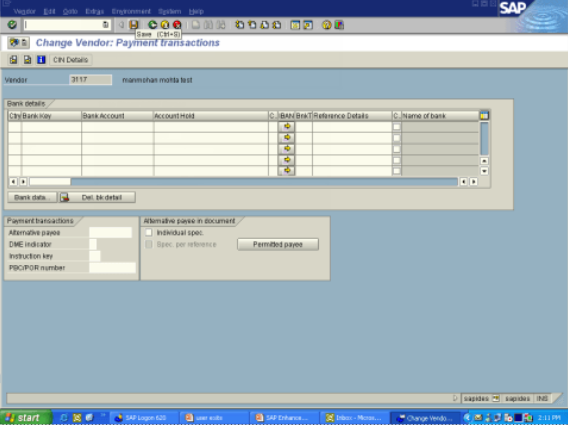 Vendor Edit Goto Extras Environment System Help
SAP
Save (Ctrl+S)
Change Vendor: Payment transactions
CIN Details
Vendor 3117 manmohan mohta test
Bank details
Ctry Bank Key Bank Account Account Hold C.. IBAN BnkT Reference Details C.. Name of bank
Bank data... Del. bk detail
Payment transactions Alternative payee in document
Alternative payee Individual spec.
DME indicator Spec. per reference Permitted payee
Instruction key
PBC/POR number
sapides sapides INS
start SAP Logon 620 user exits SAP Enhance... Inbox - Micros... Change Vendo... 2:11 PM